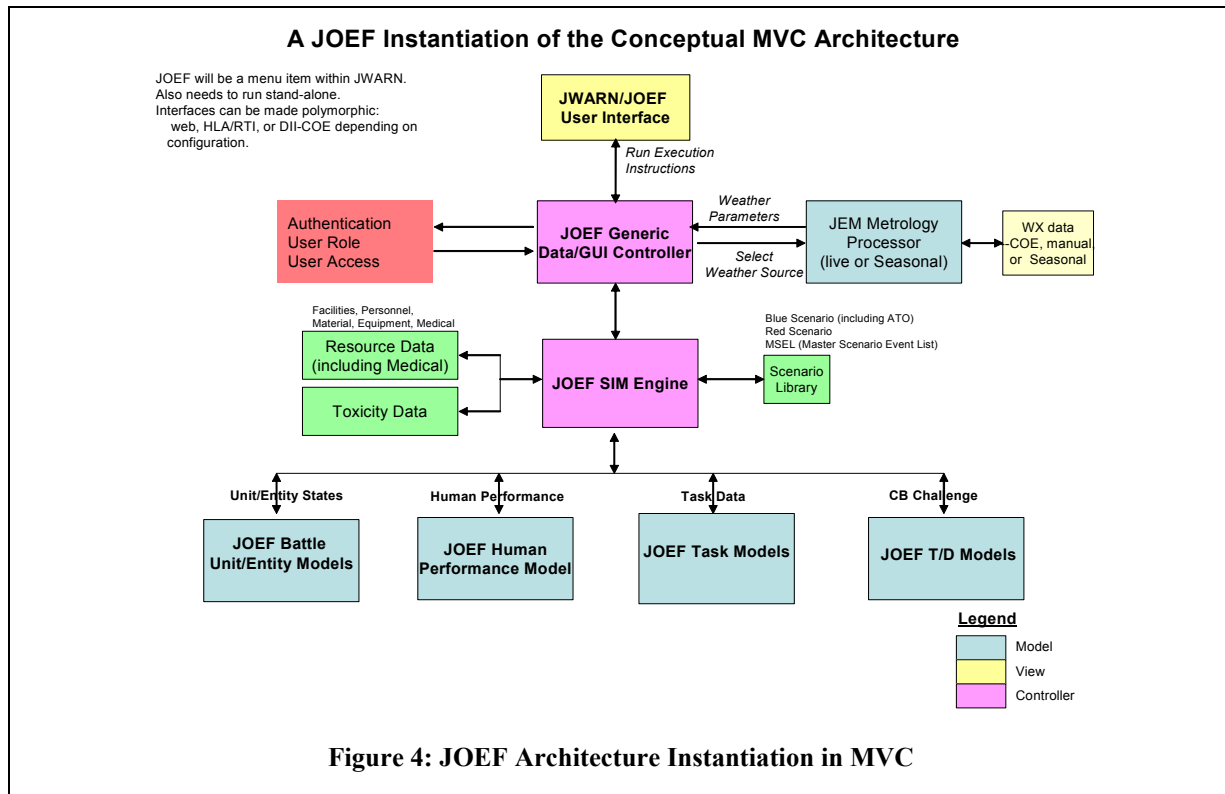 A JOEF Instantiation of the Conceptual MVC Architecture
JOEF will be a menu item within JWARN.
Also needs to run stand-alone.
Interfaces can be made polymorphic:
web, HLA/RTI, or DII-COE depending on
configuration.
JWARN/JOEF
User Interface
Run Execution
Instructions
Authentication
User Role
User Access
JOEF Generic
Data/GUI Controller
Weather
Parameters
Select
Weather Source
JEM Metrology
Processor
(live or Seasonal)
WX data
-COE, manual,
or Seasonal
Facilities, Personnel,
Material, Equipment, Medical
Resource Data
(including Medical)
Toxicity Data
JOEF SIM Engine
Blue Scenario (including ATO)
Red Scenario
MSEL (Master Scenario Event List)
Scenario
Library
Unit/Entity States
Human Performance
Task Data
CB Challenge
JOEF Battle
Unit/Entity Models
JOEF Human
Performance Model
JOEF Task Models
JOEF T/D Models
Legend
Model
View
Controller
Figure 4: JOEF Architecture Instantiation in MVC